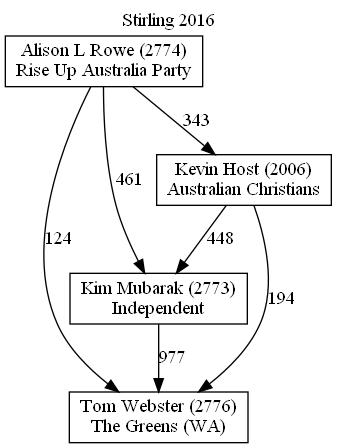 Stirling 2016
Alison L Rowe (2774)
Rise Up Australia Party
343
Kevin Host (2006)
Australian Christians
461
124
448
194
Kim Mubarak (2773)
Independent
977
Tom Webster (2776)
The Greens (WA)